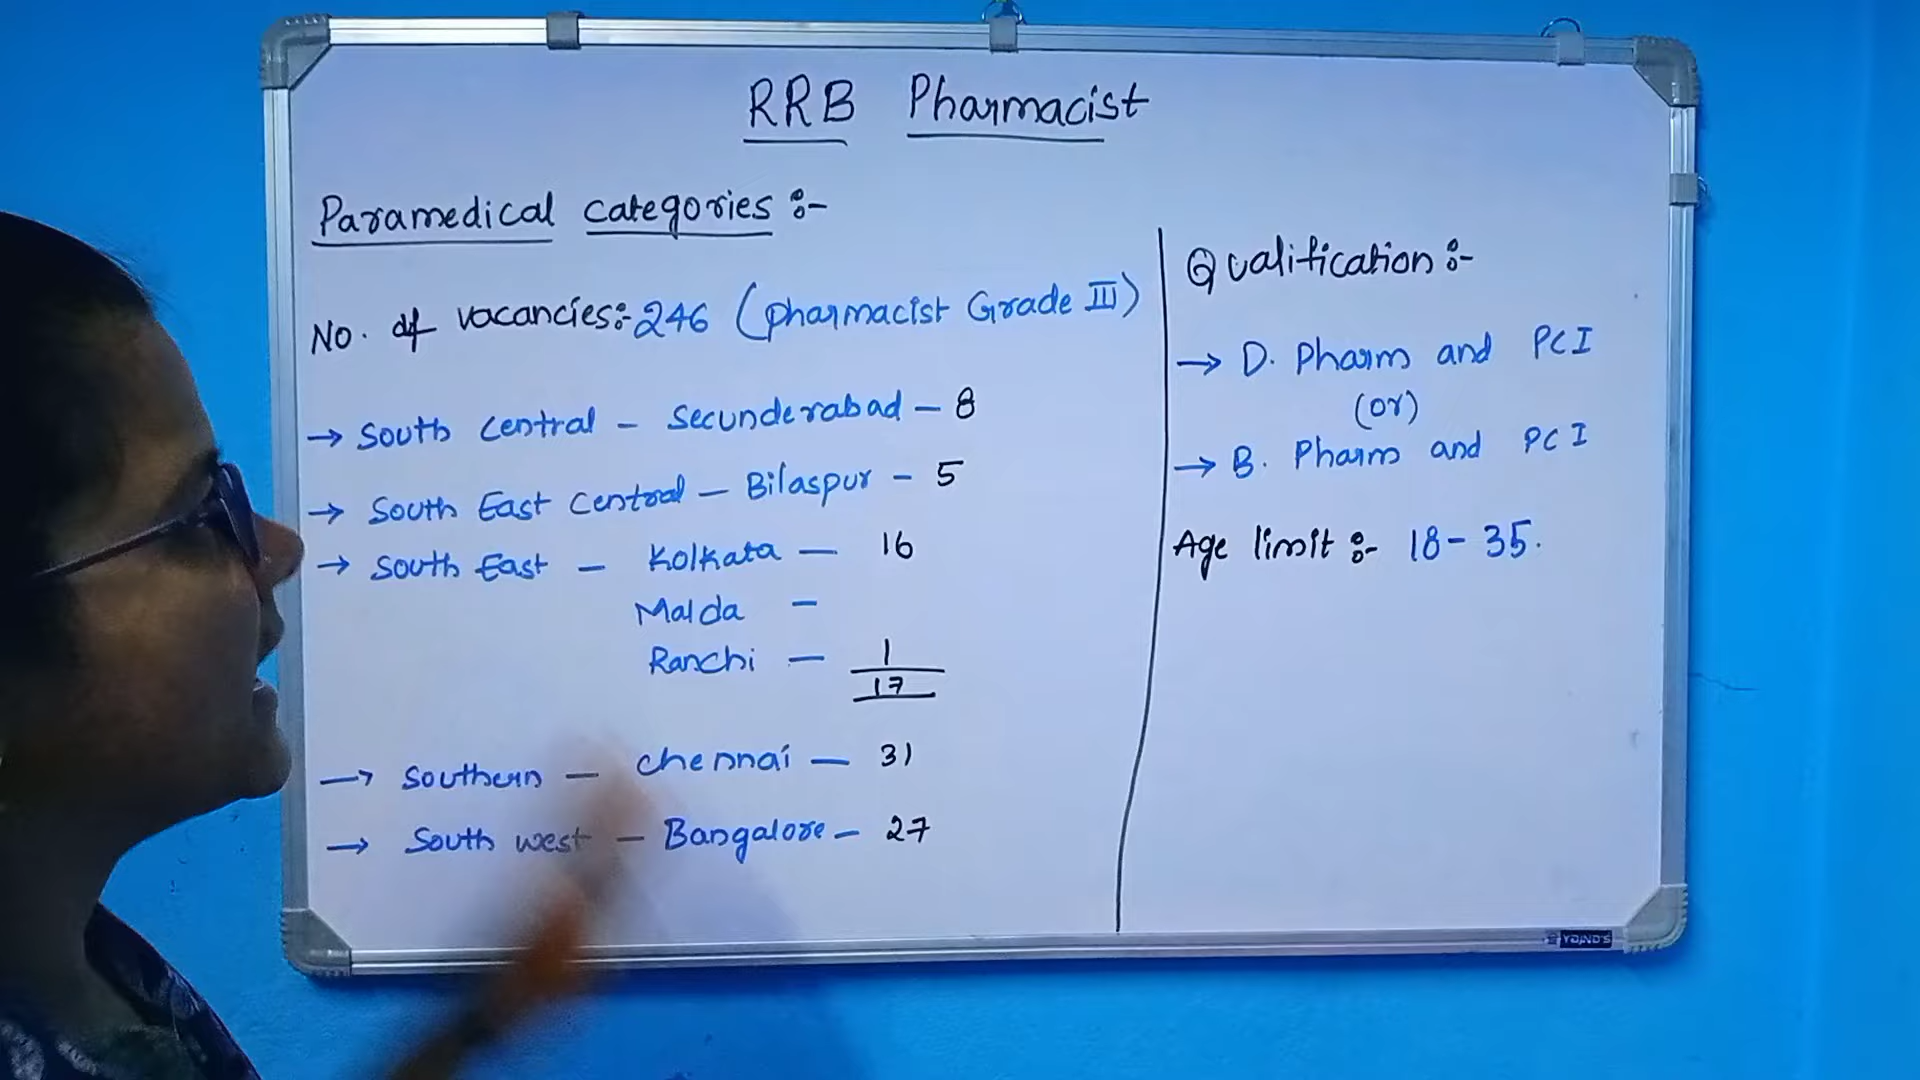 RRB Pharmacist
Paramedical categories :-
No. of vacancies:- 246 (Pharmacist Grade III)
→ South Central - Secunderabad - 8
→ South East Central - Bilaspur - 5
→ South East - Kolkata - 16
Malda -
Ranchi - 1
17
→ Southern - Chennai - 31
→ South west - Bangalore - 27
Qualification :-
→ D. Pharm and PCI
(or)
→ B. Pharm and PCI
Age limit :- 18-35.